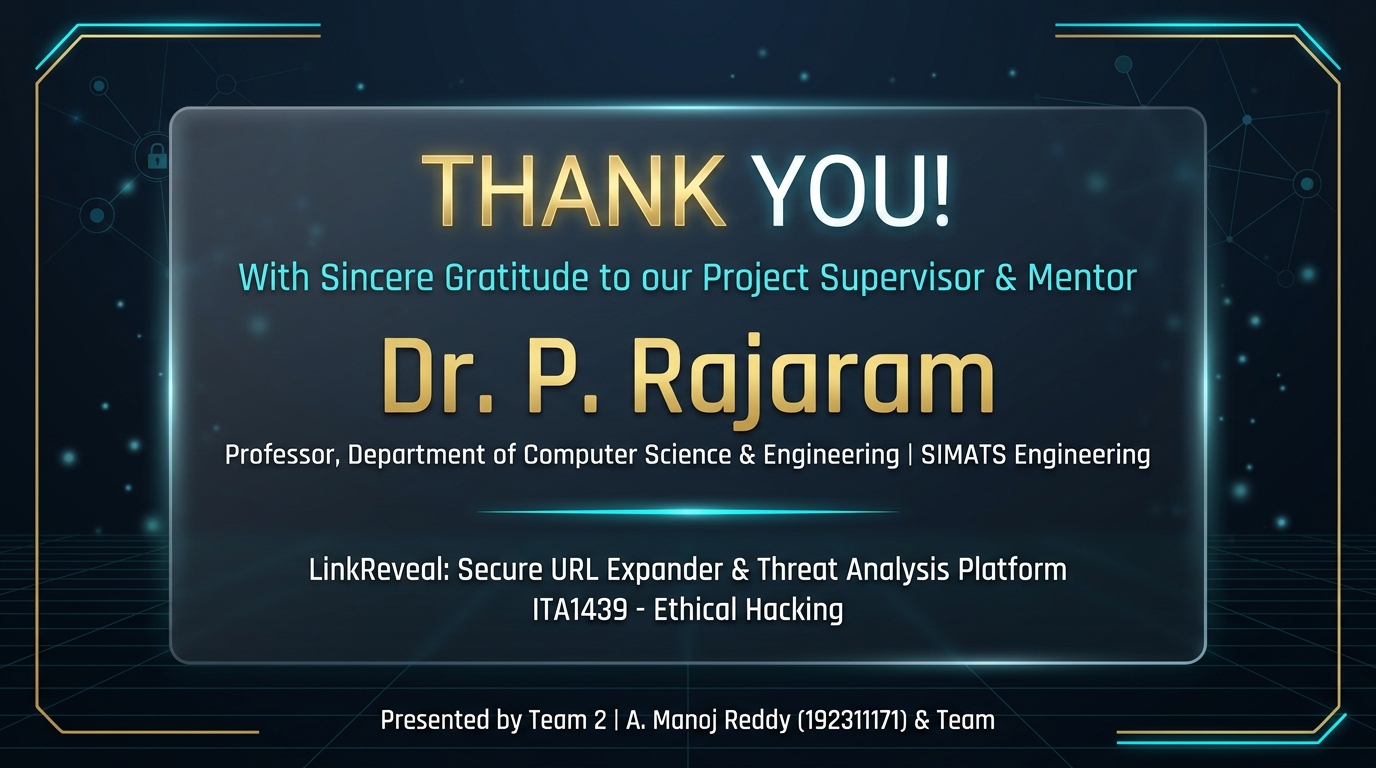 THANK YOU!
With Sincere Gratitude to our Project Supervisor & Mentor
Dr. P. Rajaram
Professor, Department of Computer Science & Engineering | SIMATS Engineering
LinkReveal: Secure URL Expander & Threat Analysis Platform
ITA1439 - Ethical Hacking
Presented by Team 2 | A. Manoj Reddy (192311171) & Team